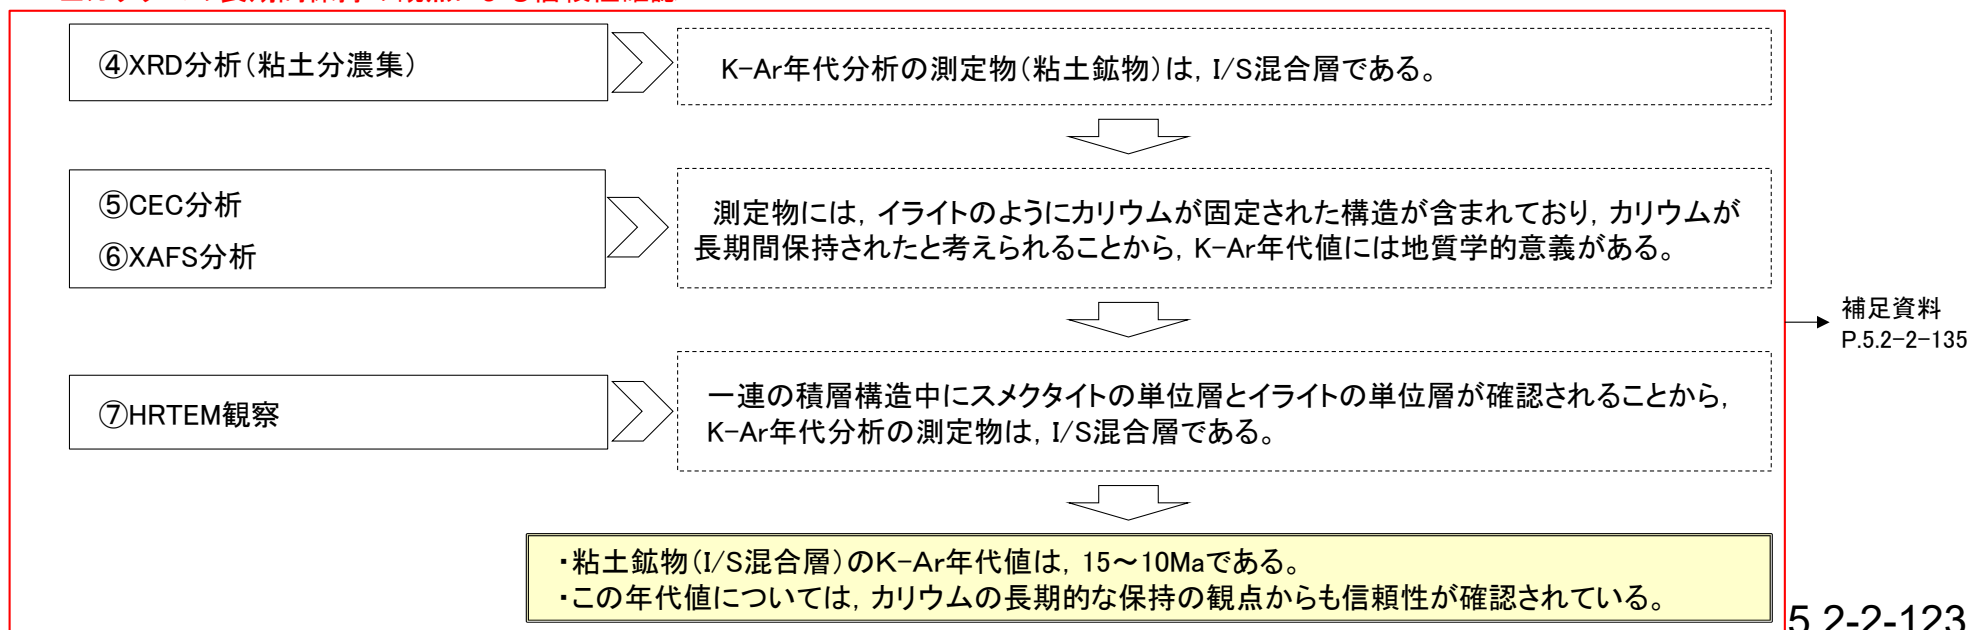 ④XRD分析(粘土分濃集)
K-Ar年代分析の測定物(粘土鉱物)は,I/S混合層である。
⑤CEC分析
⑥XAFS分析
測定物には,イライトのようにカリウムが固定された構造が含まれており,カリウムが
長期間保持されたと考えられることから,K-Ar年代値には地質学的意義がある。
補足資料
P.5.2-2-135
⑦HRTEM観察
一連の積層構造中にスメクタイトの単位層とイライトの単位層が確認されることから,
K-Ar年代分析の測定物は,I/S混合層である。
・粘土鉱物(I/S混合層)のK-Ar年代値は,15~10Maである。
・この年代値については,カリウムの長期的な保持の観点からも信頼性が確認されている。
5.2-2-123